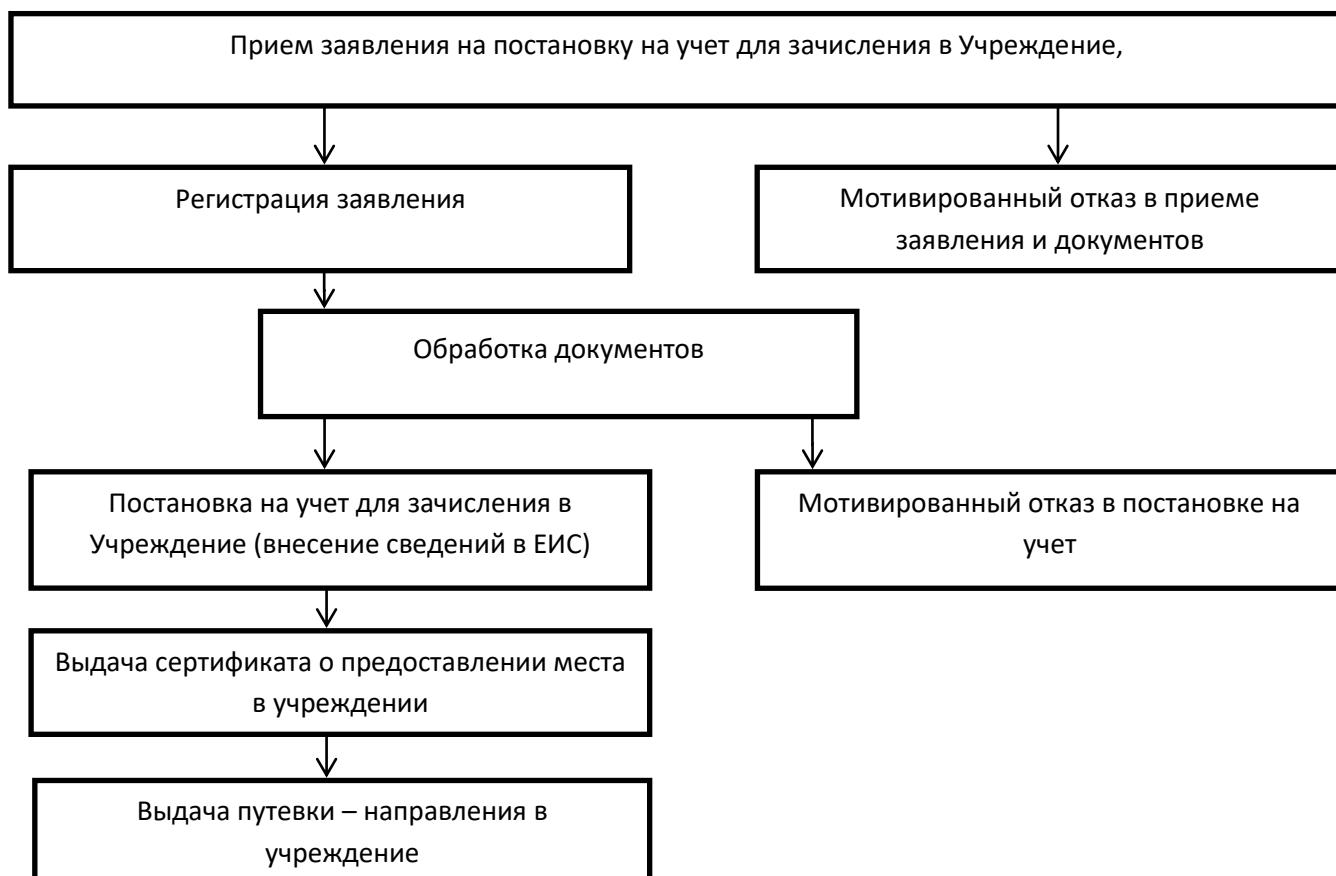 Прием заявления на постановку на учет для зачисления в Учреждение,
Регистрация заявления
Мотивированный отказ в приеме
заявления и документов
Обработка документов
Постановка на учет для зачисления в
Учреждение (внесение сведений в ЕИС)
Мотивированный отказ в постановке на
учет
Выдача сертификата о предоставлении места
в учреждении
Выдача путевки – направления в
учреждение